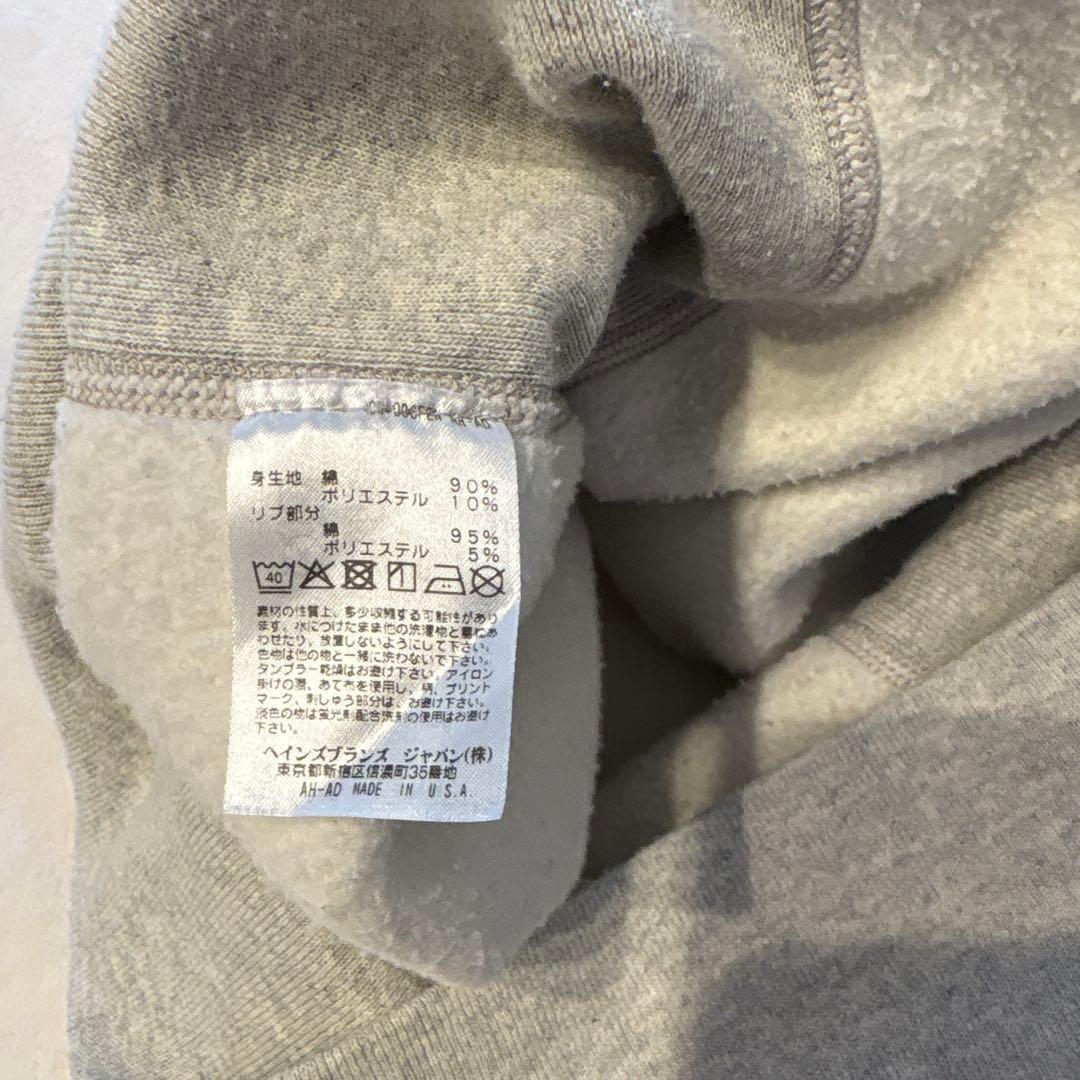 身生地 綿 90%
ポリエステル 10%
リブ部分
綿 95%
ポリエステル 5%
40
素材の性質上、多少収縮する可能性があり
ます。水につけたまま他の洗濯物と重ねあ
わせたり、放置しないようにして下さい。
色物は他の物と一緒に洗わないで下さい。
タンブラー乾燥はお避け下さい。アイロン
掛けの際、あて布を使用し、柄、プリント
マーク、刺しゅう部分は、お避け下さい。
淡色の物は蛍光剤配合洗剤の使用はお避け
下さい。
ヘインズブランズ ジャパン(株)
東京都新宿区信濃町35番地
AH-AD MADE IN U.S.A.